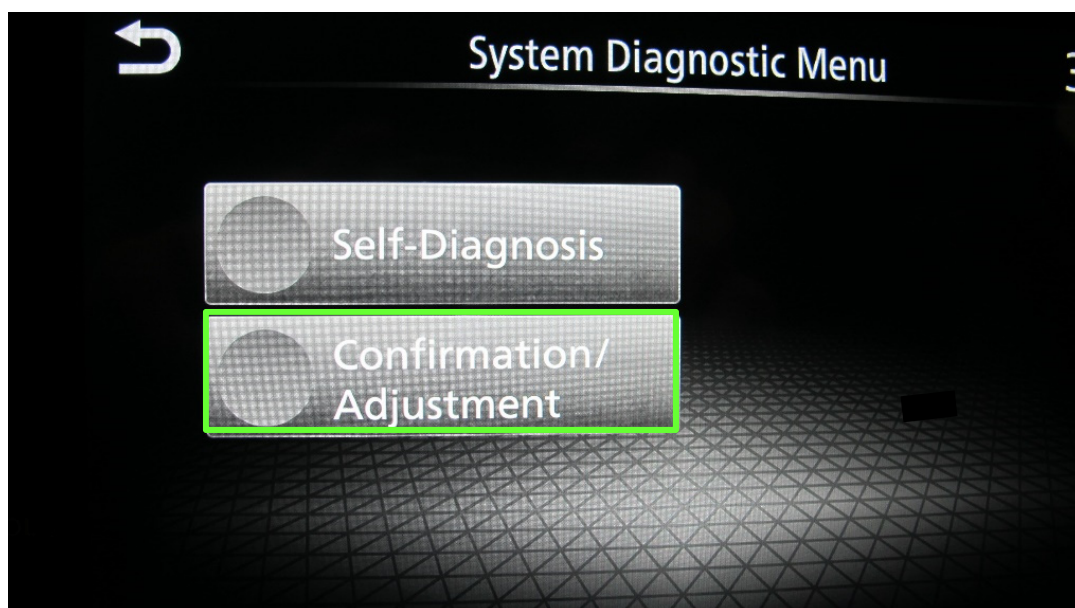 System Diagnostic Menu
Self-Diagnosis
Confirmation/
Adjustment